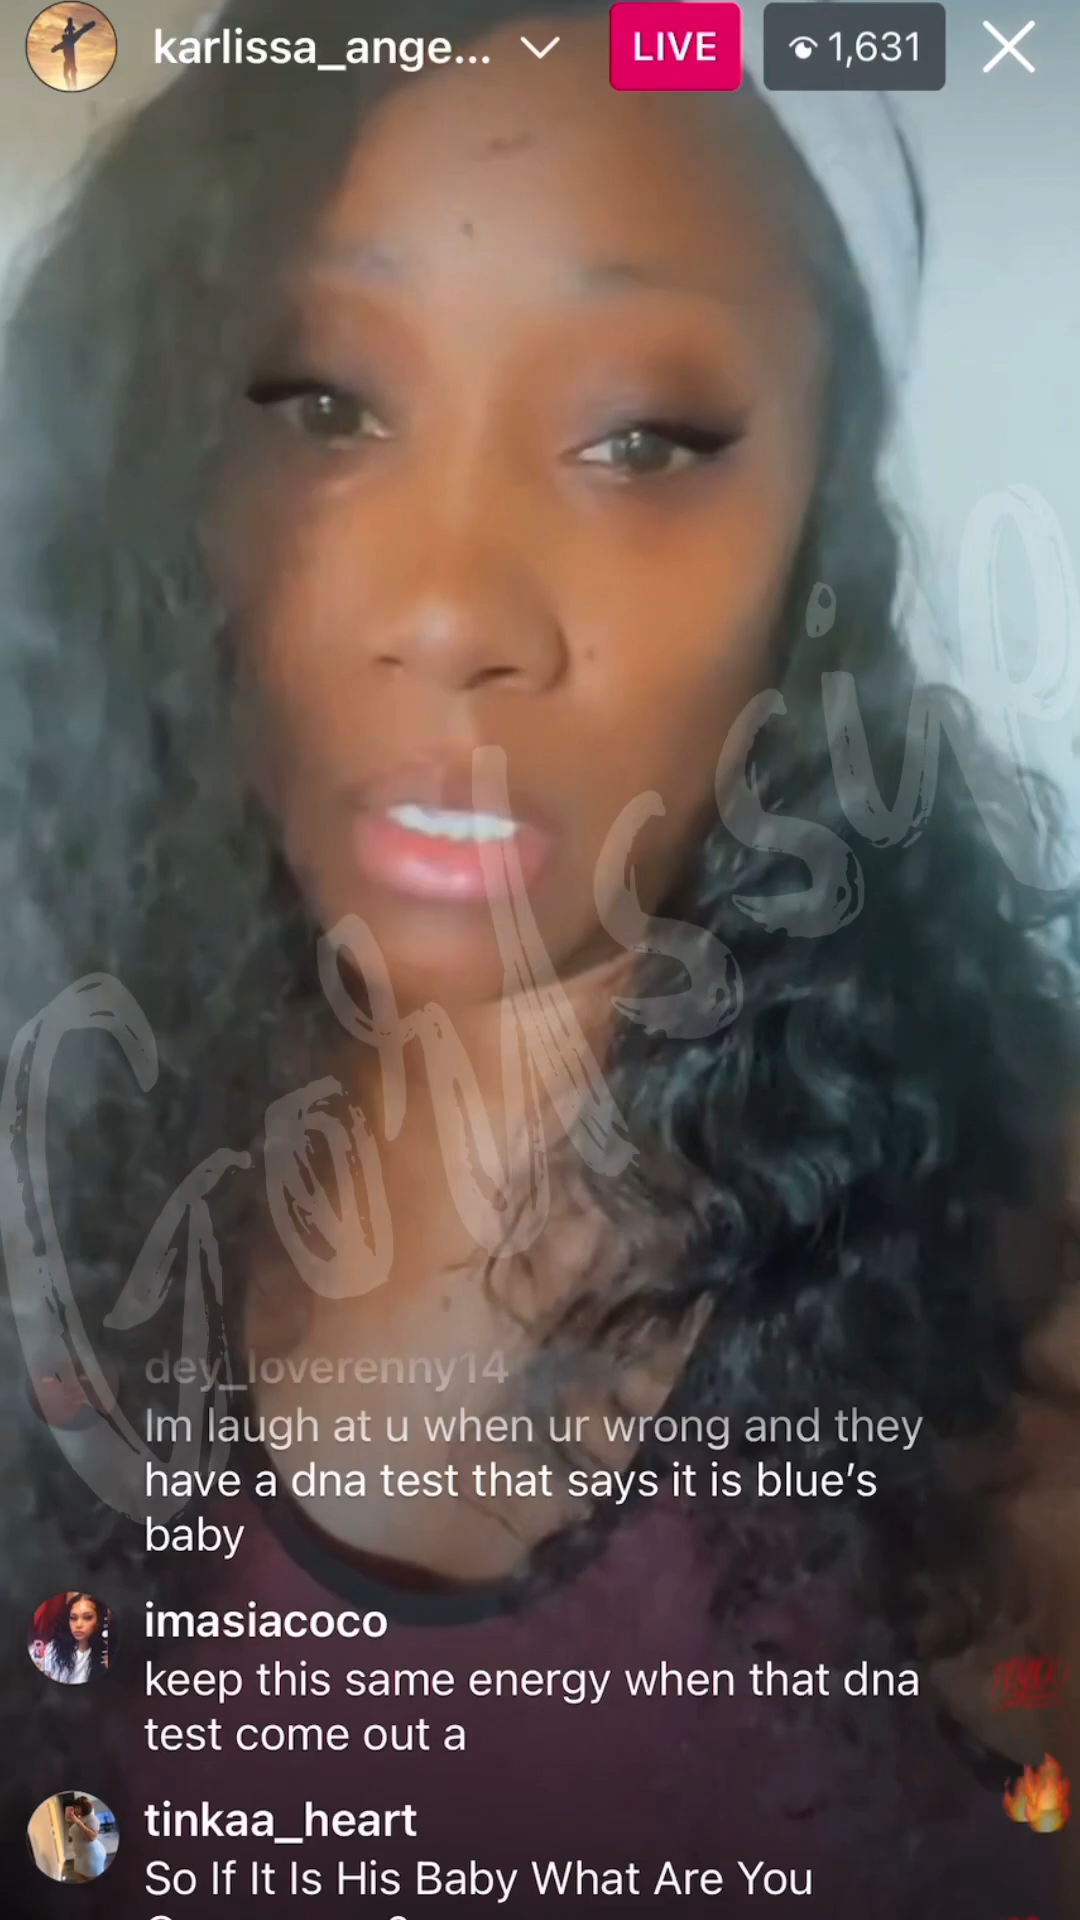 karlissa_ange...
LIVE
1,631
Gorlssip
dey_loverenny14
Im laugh at u when ur wrong and they
have a dna test that says it is blue's
baby
imasiacoco
keep this same energy when that dna
test come out a
tinkaa_heart
So If It Is His Baby What Are You